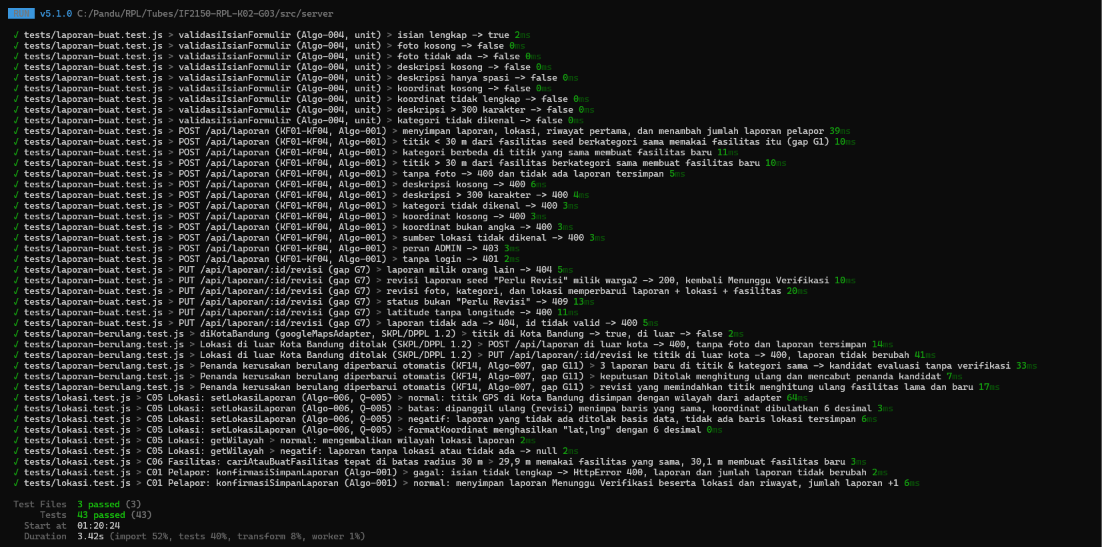 RUN v5.1.0 C:/Pandu/RPL/Tubes/IF2150-RPL-K02-G03/src/server
✓ tests/laporan-buat.test.js > validasiIsianFormulir (Algo-004, unit) > isian lengkap -> true 2ms
✓ tests/laporan-buat.test.js > validasiIsianFormulir (Algo-004, unit) > foto kosong -> false 0ms
✓ tests/laporan-buat.test.js > validasiIsianFormulir (Algo-004, unit) > foto tidak ada -> false 0ms
✓ tests/laporan-buat.test.js > validasiIsianFormulir (Algo-004, unit) > deskripsi kosong -> false 0ms
✓ tests/laporan-buat.test.js > validasiIsianFormulir (Algo-004, unit) > deskripsi hanya spasi -> false 0ms
✓ tests/laporan-buat.test.js > validasiIsianFormulir (Algo-004, unit) > koordinat kosong -> false 0ms
✓ tests/laporan-buat.test.js > validasiIsianFormulir (Algo-004, unit) > koordinat tidak lengkap -> false 0ms
✓ tests/laporan-buat.test.js > validasiIsianFormulir (Algo-004, unit) > deskripsi > 300 karakter -> false 0ms
✓ tests/laporan-buat.test.js > validasiIsianFormulir (Algo-004, unit) > kategori tidak dikenal -> false 0ms
✓ tests/laporan-buat.test.js > POST /api/laporan (KF01-KF04, Algo-001) > menyimpan laporan, lokasi, riwayat pertama, dan menambah jumlah laporan pelapor 39ms
✓ tests/laporan-buat.test.js > POST /api/laporan (KF01-KF04, Algo-001) > titik < 30 m dari fasilitas seed berkategori sama memakai fasilitas itu (gap G1) 10ms
✓ tests/laporan-buat.test.js > POST /api/laporan (KF01-KF04, Algo-001) > kategori berbeda di titik yang sama membuat fasilitas baru 11ms
✓ tests/laporan-buat.test.js > POST /api/laporan (KF01-KF04, Algo-001) > titik > 30 m dari fasilitas berkategori sama membuat fasilitas baru 10ms
✓ tests/laporan-buat.test.js > POST /api/laporan (KF01-KF04, Algo-001) > tanpa foto -> 400 dan tidak ada laporan tersimpan 5ms
✓ tests/laporan-buat.test.js > POST /api/laporan (KF01-KF04, Algo-001) > deskripsi kosong -> 400 6ms
✓ tests/laporan-buat.test.js > POST /api/laporan (KF01-KF04, Algo-001) > deskripsi > 300 karakter -> 400 4ms
✓ tests/laporan-buat.test.js > POST /api/laporan (KF01-KF04, Algo-001) > kategori tidak dikenal -> 400 3ms
✓ tests/laporan-buat.test.js > POST /api/laporan (KF01-KF04, Algo-001) > koordinat kosong -> 400 3ms
✓ tests/laporan-buat.test.js > POST /api/laporan (KF01-KF04, Algo-001) > koordinat bukan angka -> 400 3ms
✓ tests/laporan-buat.test.js > POST /api/laporan (KF01-KF04, Algo-001) > sumber lokasi tidak dikenal -> 400 3ms
✓ tests/laporan-buat.test.js > POST /api/laporan (KF01-KF04, Algo-001) > peran ADMIN -> 403 3ms
✓ tests/laporan-buat.test.js > POST /api/laporan (KF01-KF04, Algo-001) > tanpa login -> 401 2ms
✓ tests/laporan-buat.test.js > PUT /api/laporan/:id/revisi (gap G7) > laporan milik orang lain -> 404 5ms
✓ tests/laporan-buat.test.js > PUT /api/laporan/:id/revisi (gap G7) > revisi laporan seed "Perlu Revisi" milik warga2 -> 200, kembali Menunggu Verifikasi 10ms
✓ tests/laporan-buat.test.js > PUT /api/laporan/:id/revisi (gap G7) > revisi foto, kategori, dan lokasi memperbarui laporan + lokasi + fasilitas 20ms
✓ tests/laporan-buat.test.js > PUT /api/laporan/:id/revisi (gap G7) > status bukan "Perlu Revisi" -> 409 13ms
✓ tests/laporan-buat.test.js > PUT /api/laporan/:id/revisi (gap G7) > latitude tanpa longitude -> 400 11ms
✓ tests/laporan-buat.test.js > PUT /api/laporan/:id/revisi (gap G7) > laporan tidak ada -> 404, id tidak valid -> 400 5ms
✓ tests/laporan-berulang.test.js > diKotaBandung (googleMapsAdapter, SKPL/DPPL 1.2) > titik di Kota Bandung -> true, di luar -> false 2ms
✓ tests/laporan-berulang.test.js > Lokasi di luar Kota Bandung ditolak (SKPL/DPPL 1.2) > POST /api/laporan di luar kota -> 400, tanpa foto dan laporan tersimpan 14ms
✓ tests/laporan-berulang.test.js > Lokasi di luar Kota Bandung ditolak (SKPL/DPPL 1.2) > PUT /api/laporan/:id/revisi ke titik di luar kota -> 400, laporan tidak berubah 41ms
✓ tests/laporan-berulang.test.js > Penanda kerusakan berulang diperbarui otomatis (KF14, Algo-007, gap G11) > 3 laporan baru di titik & kategori sama -> kandidat evaluasi tanpa verifikasi 33ms
✓ tests/laporan-berulang.test.js > Penanda kerusakan berulang diperbarui otomatis (KF14, Algo-007, gap G11) > keputusan Ditolak menghitung ulang dan mencabut penanda kandidat 7ms
✓ tests/laporan-berulang.test.js > Penanda kerusakan berulang diperbarui otomatis (KF14, Algo-007, gap G11) > revisi yang memindahkan titik menghitung ulang fasilitas lama dan baru 17ms
✓ tests/lokasi.test.js > C05 Lokasi: setLokasiLaporan (Algo-006, Q-005) > normal: titik GPS di Kota Bandung disimpan dengan wilayah dari adapter 64ms
✓ tests/lokasi.test.js > C05 Lokasi: setLokasiLaporan (Algo-006, Q-005) > batas: dipanggil ulang (revisi) menimpa baris yang sama, koordinat dibulatkan 6 desimal 3ms
✓ tests/lokasi.test.js > C05 Lokasi: setLokasiLaporan (Algo-006, Q-005) > negatif: laporan yang tidak ada ditolak basis data, tidak ada baris lokasi tersimpan 6ms
✓ tests/lokasi.test.js > C05 Lokasi: setLokasiLaporan (Algo-006, Q-005) > formatKoordinat menghasilkan "lat,lng" dengan 6 desimal 0ms
✓ tests/lokasi.test.js > C05 Lokasi: getWilayah > normal: mengembalikan wilayah lokasi laporan 2ms
✓ tests/lokasi.test.js > C05 Lokasi: getWilayah > negatif: laporan tanpa lokasi atau tidak ada -> null 2ms
✓ tests/lokasi.test.js > C06 Fasilitas: cariAtauBuatFasilitas tepat di batas radius 30 m > 29,9 m memakai fasilitas yang sama, 30,1 m membuat fasilitas baru 3ms
✓ tests/lokasi.test.js > C01 Pelapor: konfirmasiSimpanLaporan (Algo-001) > gagal: isian tidak lengkap -> HttpError 400, laporan dan jumlah laporan tidak berubah 2ms
✓ tests/lokasi.test.js > C01 Pelapor: konfirmasiSimpanLaporan (Algo-001) > normal: menyimpan laporan Menunggu Verifikasi beserta lokasi dan riwayat, jumlah laporan +1 6ms
Test Files 3 passed (3)
Tests 43 passed (43)
Start at 01:20:24
Duration 3.42s (import 52%, tests 40%, transform 8%, worker 1%)